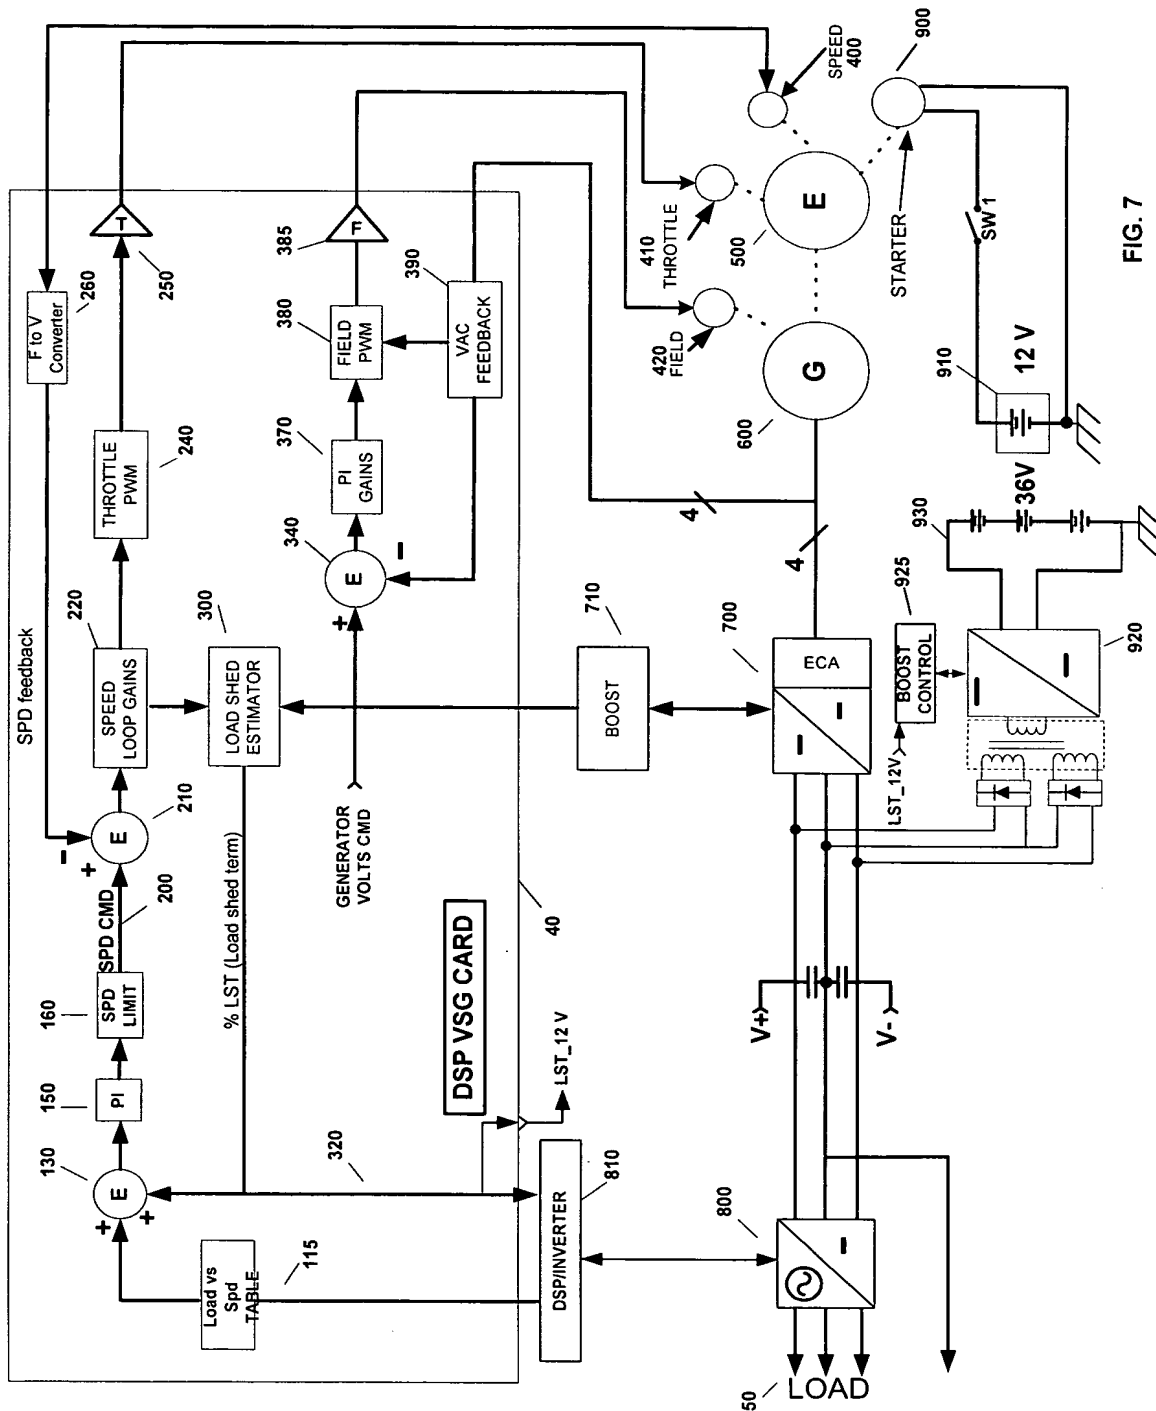 SPD feedback
F to V
Converter
260
T
250
THROTTLE
PWM
240
SPEED
LOOP GAINS
220
E
210
-
+
SPD CMD
200
SPD
LIMIT
160
PI
150
E
130
+
+
Load vs
Spd
TABLE
115
LOAD SHED
ESTIMATOR
300
% LST (Load shed term)
320
F
385
FIELD
PWM
380
VAC
FEEDBACK
390
PI
GAINS
370
E
340
+
-
GENERATOR
VOLTS CMD
DSP VSG CARD
40
LST_12 V
DSP/INVERTER
810
BOOST
710
SPEED
400
900
STARTER
410
THROTTLE
E
500
420
FIELD
G
600
4
4
ECA
700
800
50
LOAD
V+
V-
SW 1
910
12 V
36V
930
BOOST
CONTROL
925
LST_12V
920
FIG. 7